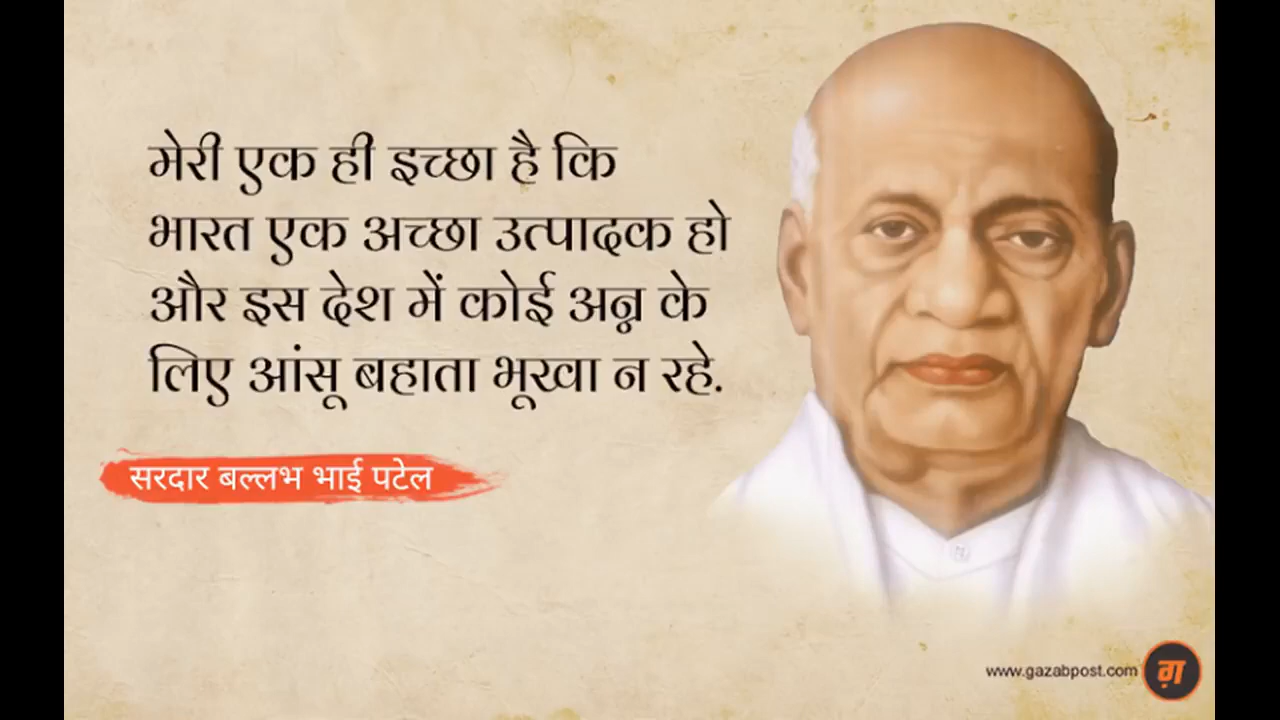 मेरी एक ही इच्छा है कि
भारत एक अच्छा उत्पादक हो
और इस देश में कोई अन्न के
लिए आंसू बहाता भूखा न रहे.
सरदार बल्लभ भाई पटेल
www.gazabpost.com
ग़